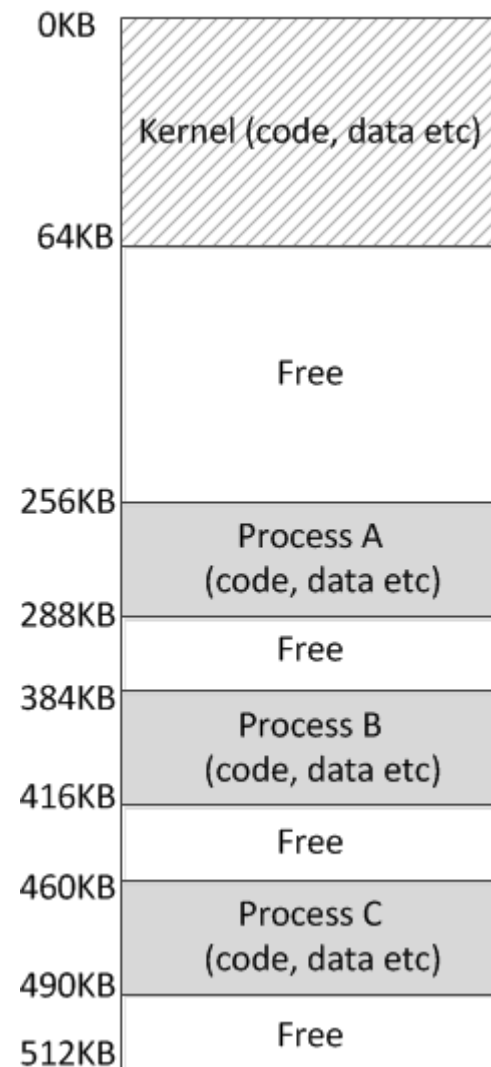 0KB
Kernel (code, data etc)
64KB
Free
256KB
Process A
(code, data etc)
288KB
Free
384KB
Process B
(code, data etc)
416KB
Free
460KB
Process C
(code, data etc)
490KB
Free
512KB